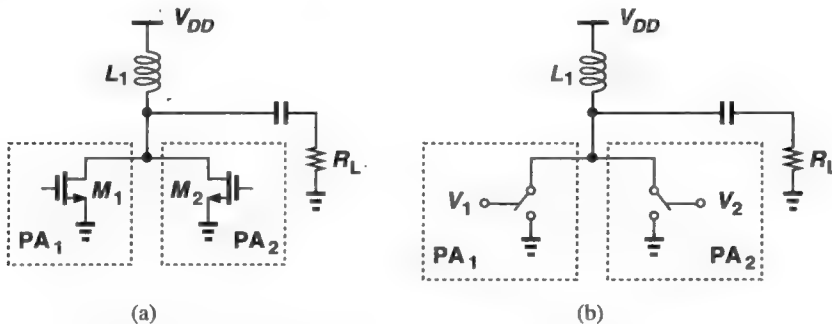 V_DD
L_1
R_L
M_1
M_2
PA_1
PA_2
(a)
V_DD
L_1
R_L
V_1
V_2
PA_1
PA_2
(b)